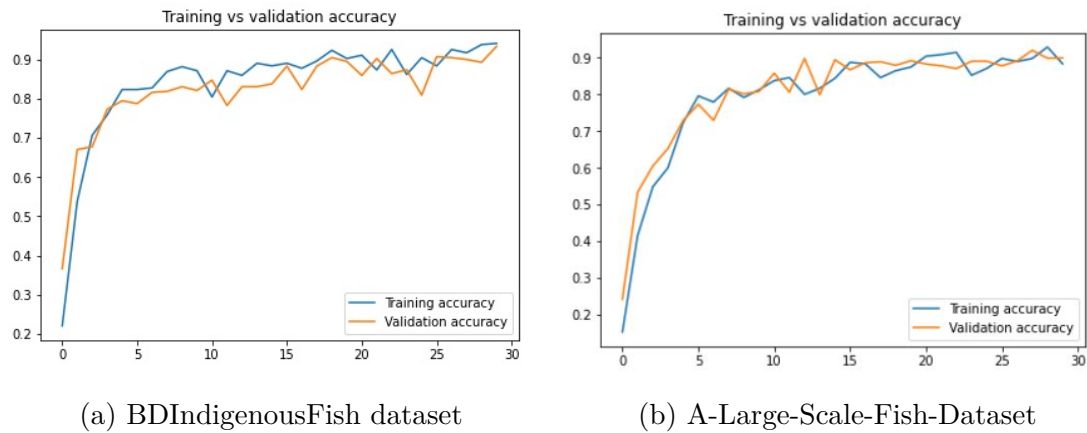 Training vs validation accuracy
0.9
0.8
0.7
0.6
0.5
0.4
0.3
0.2
Training accuracy
Validation accuracy
0 5 10 15 20 25 30
(a) BDIndigenousFish dataset
Training vs validation accuracy
0.9
0.8
0.7
0.6
0.5
0.4
0.3
0.2
Training accuracy
Validation accuracy
0 5 10 15 20 25 30
(b) A-Large-Scale-Fish-Dataset